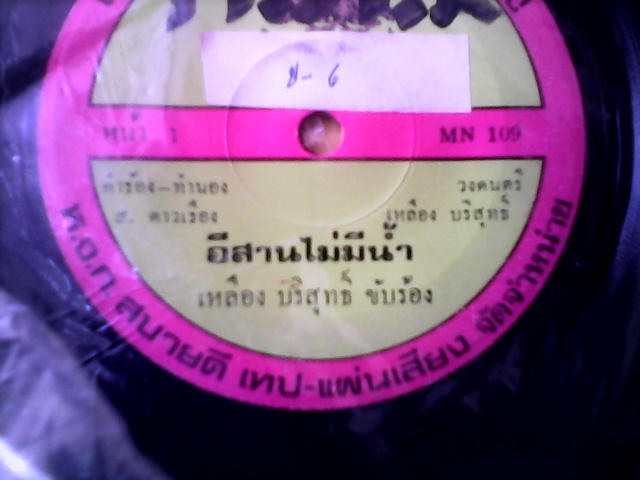 ย-6
หน้า 1
MN 109
คำร้อง-ทำนอง
วงดนตรี
ส. ดาวเรือง
เหลือง บริสุทธิ์
อีสานไม่มีน้ำ
เหลือง บริสุทธิ์ ขับร้อง
ห.จ.ก. สบายดี เทป-แผ่นเสียง จัดจำหน่าย